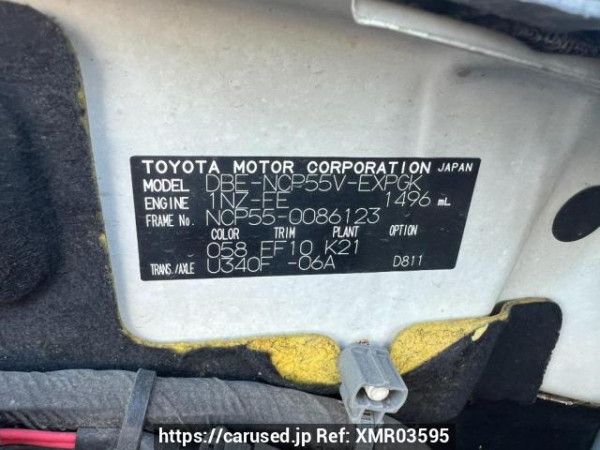 TOYOTA MOTOR CORPORATION JAPAN
MODEL DBE-NCP55V-EXPGK
ENGINE 1NZ-FE 1496 mL
FRAME No. NCP55-0086123
COLOR TRIM PLANT OPTION
058 EF10 K21
TRANS./AXLE U340F -06A D811
https://carused.jp Ref: XMR03595